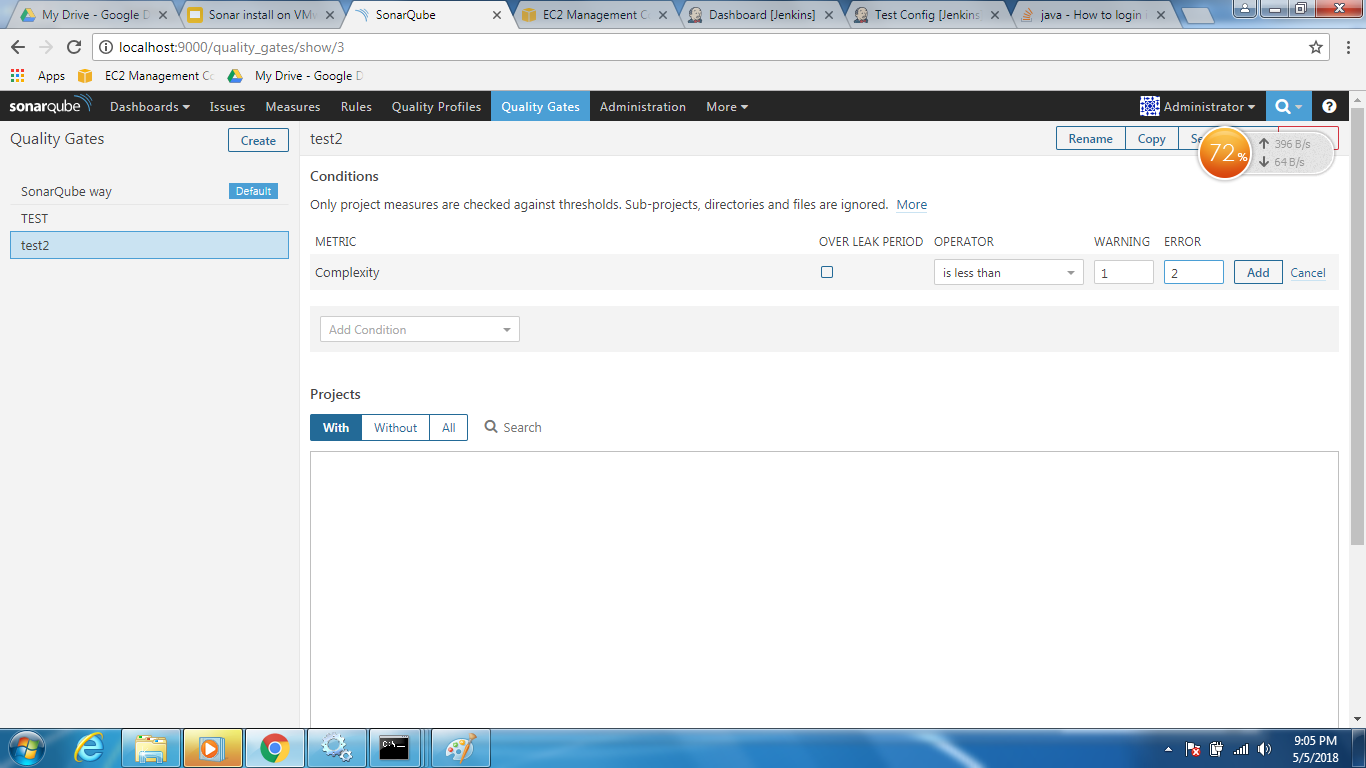 My Drive - Google D
Sonar install on VM
SonarQube
EC2 Management C
Dashboard [Jenkins]
Test Config [Jenkins
java - How to login
localhost:9000/quality_gates/show/3
Apps EC2 Management Co My Drive - Google D
sonarqube Dashboards Issues Measures Rules Quality Profiles Quality Gates Administration More Administrator ?
Quality Gates Create
test2 Rename Copy Se
72% 396 B/s
64 B/s
SonarQube way Default
TEST
test2
Conditions
Only project measures are checked against thresholds. Sub-projects, directories and files are ignored. More
METRIC OVER LEAK PERIOD OPERATOR WARNING ERROR
Complexity is less than 1 2 Add Cancel
Add Condition
Projects
With Without All Search
C:\.
9:05 PM
5/5/2018